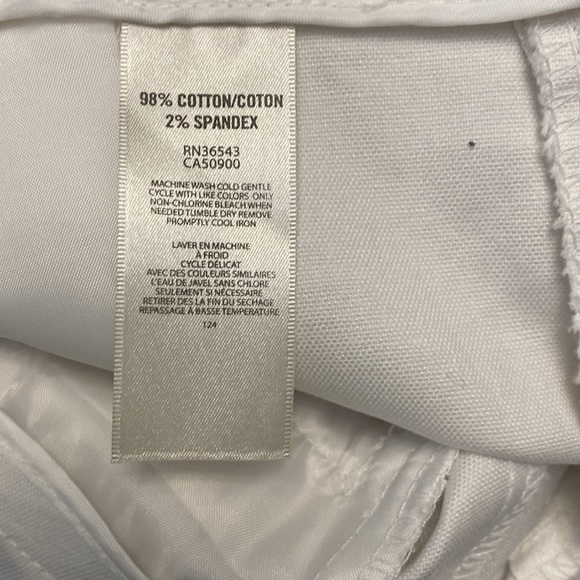 98% COTTON/COTON
2% SPANDEX
RN36543
CA50900
MACHINE WASH COLD GENTLE
CYCLE WITH LIKE COLORS ONLY
NON-CHLORINE BLEACH WHEN
NEEDED TUMBLE DRY REMOVE
PROMPTLY COOL IRON
LAVER EN MACHINE
À FROID
CYCLE DÉLICAT
AVEC DES COULEURS SIMILAIRES
L'EAU DE JAVEL SANS CHLORE
SEULEMENT SI NÉCESSAIRE
RETIRER DES LA FIN DU SECHAGE
REPASSAGE À BASSE TEMPERATURE
124